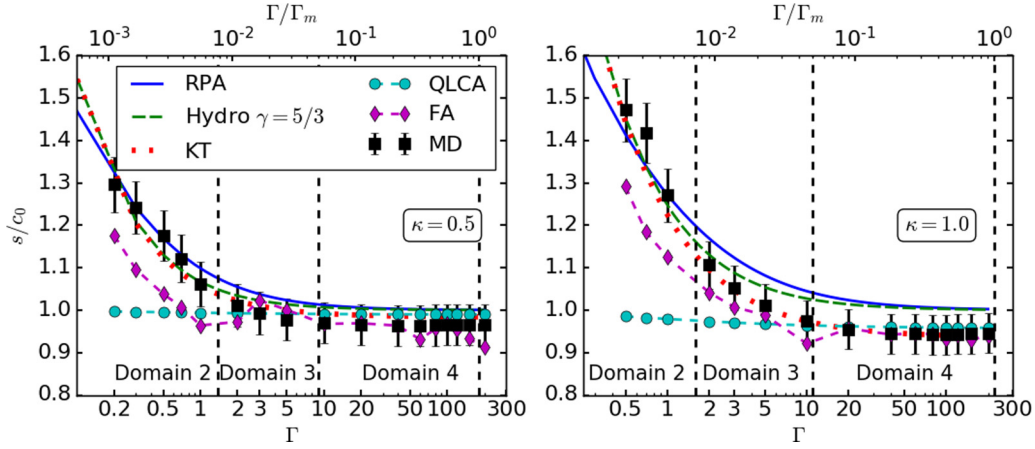 Γ/Γm
10⁻³ 10⁻² 10⁻¹ 10⁰
1.6
1.5
1.4
1.3
1.2
1.1
1.0
0.9
0.8
s/c₀
RPA
Hydro γ = 5/3
KT
QLCA
FA
MD
κ = 0.5
Domain 2 Domain 3 Domain 4
0.2 0.5 1 2 5 10 20 50 100 300
Γ
Γ/Γm
10⁻² 10⁻¹ 10⁰
1.6
1.5
1.4
1.3
1.2
1.1
1.0
0.9
0.8
κ = 1.0
Domain 2 Domain 3 Domain 4
0.5 1 2 3 5 10 20 50 100 300
Γ